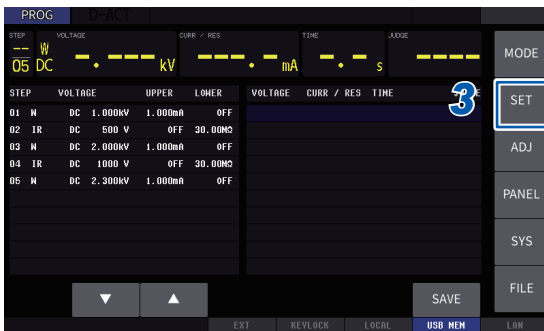 PROG D-ACT
STEP VOLTAGE CURR / RES TIME JUDGE
-- W
05 DC -.--- kV ---.- mA -.- s ----
MODE
STEP VOLTAGE UPPER LOWER VOLTAGE CURR / RES TIME E
3
SET
01 W DC 1.000kV 1.000mA OFF
02 IR DC 500 V OFF 30.00MΩ
03 W DC 2.000kV 1.000mA OFF
ADJ
04 IR DC 1000 V OFF 30.00MΩ
05 W DC 2.300kV 1.000mA OFF
PANEL
SYS
▼ ▲ SAVE
FILE
EXT KEYLOCK LOCAL USB MEM LAN